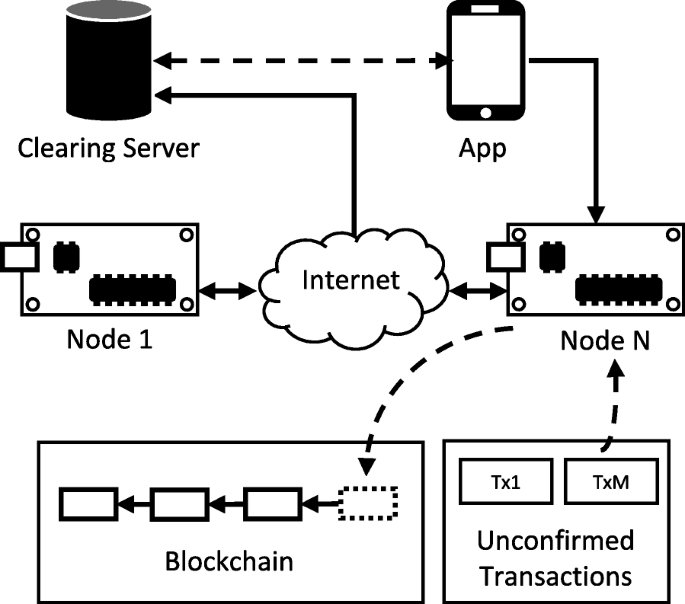 Clearing Server
App
Internet
Node 1
Node N
Tx1
TxM
Blockchain
Unconfirmed
Transactions